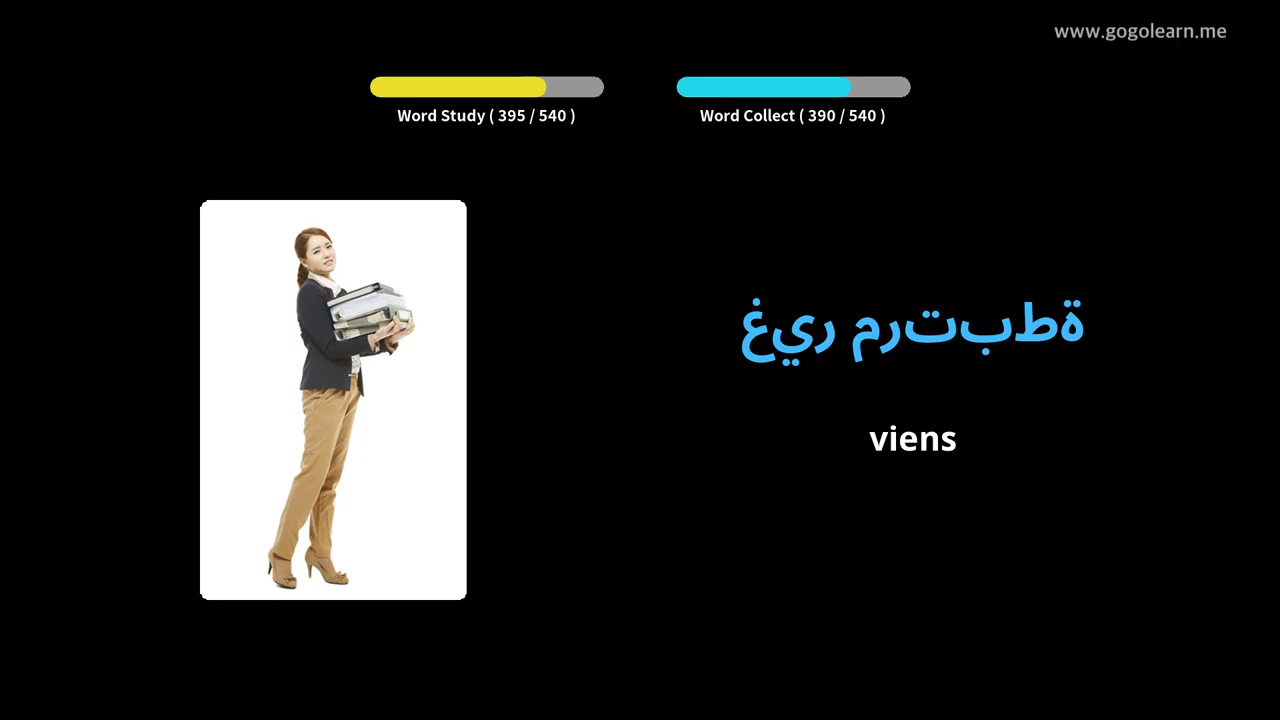 www.gogolearn.me
Word Study ( 395 / 540 )
Word Collect ( 390 / 540 )
غير مرتبطة
viens